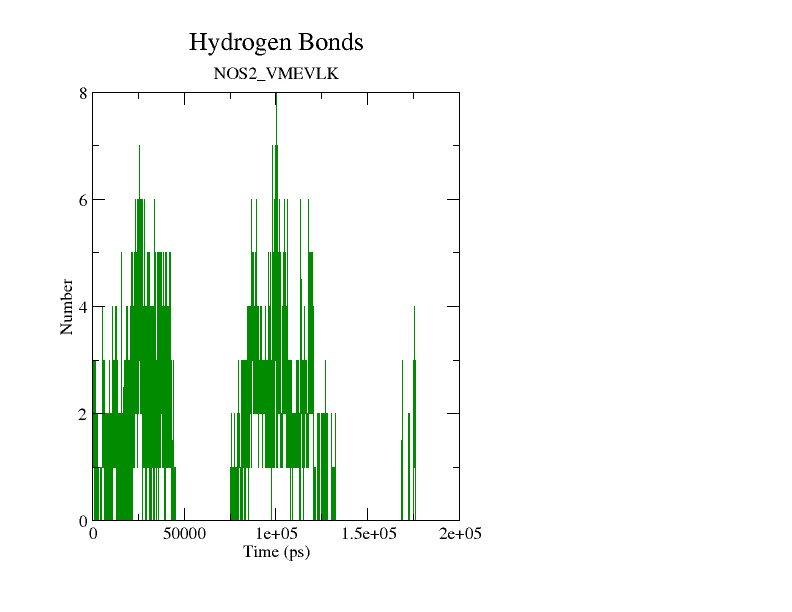 Hydrogen Bonds
NOS2_VMEVLK
8
6
4
2
0
Number
0 50000 1e+05 1.5e+05 2e+05
Time (ps)